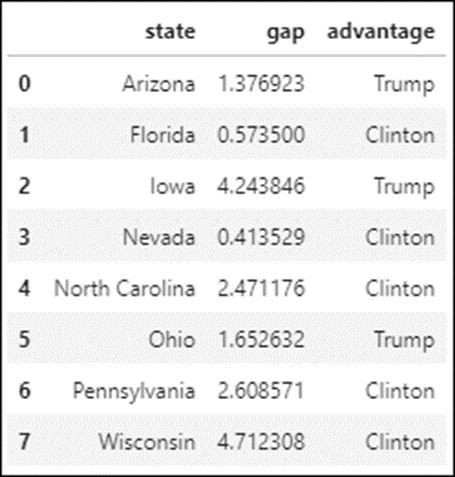 state gap advantage
0 Arizona 1.376923 Trump
1 Florida 0.573500 Clinton
2 Iowa 4.243846 Trump
3 Nevada 0.413529 Clinton
4 North Carolina 2.471176 Clinton
5 Ohio 1.652632 Trump
6 Pennsylvania 2.608571 Clinton
7 Wisconsin 4.712308 Clinton